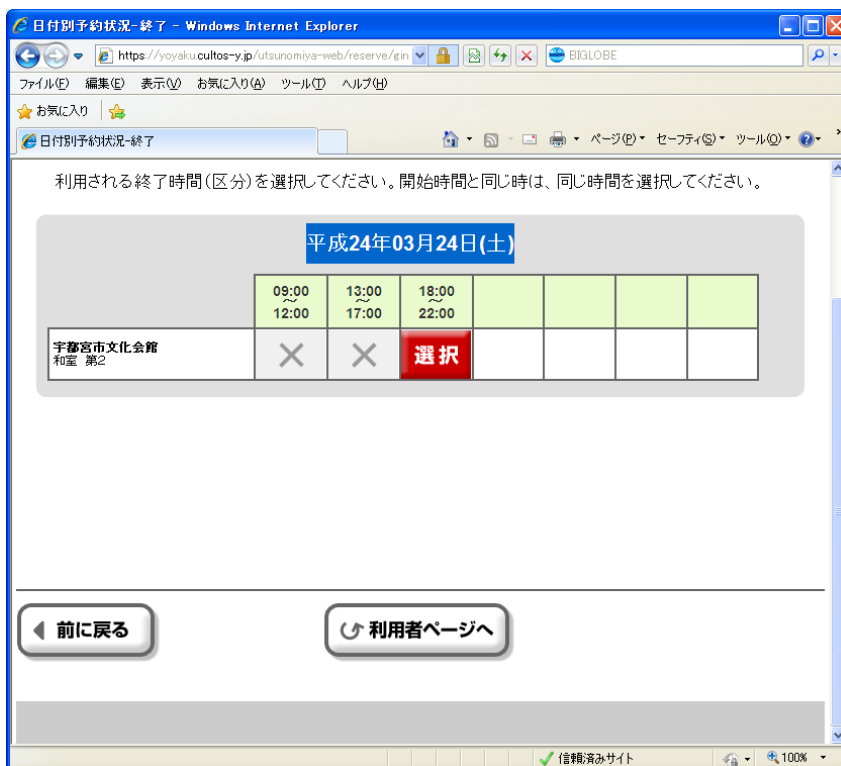 日付別予約状況-終了 - Windows Internet Explorer
https://yoyaku.cultos-y.jp/utsunomiya-web/reserve/gin
BIGLOBE
ファイル(F) 編集(E) 表示(V) お気に入り(A) ツール(T) ヘルプ(H)
お気に入り
日付別予約状況-終了
ページ(P) セーフティ(S) ツール(O)
利用される終了時間(区分)を選択してください。開始時間と同じ時は、同じ時間を選択してください。
平成24年03月24日(土)
09:00 13:00 18:00
～ ～ ～
12:00 17:00 22:00
宇都宮市文化会館
和室 第2
× × 選択
前に戻る 利用者ページへ
信頼済みサイト 100%